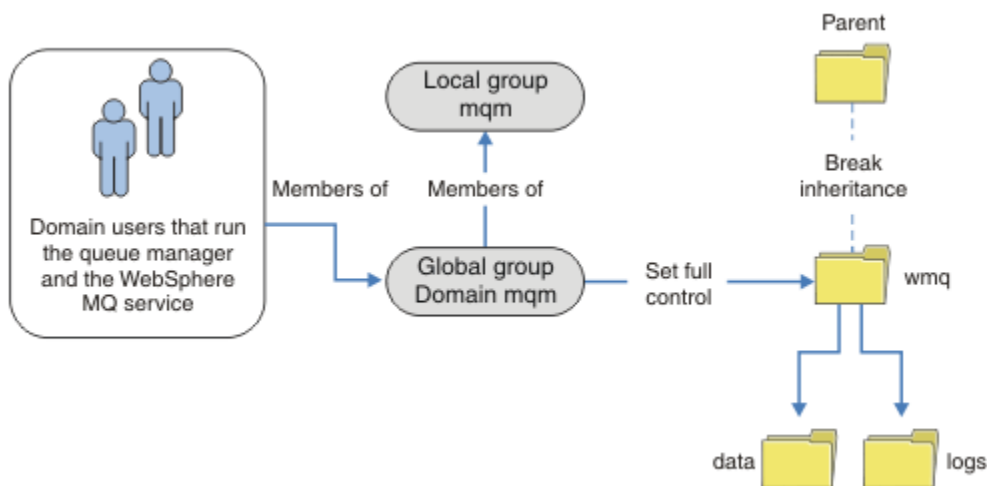 Parent
Local group
mqm
Break
inheritance
Members of
Members of
Domain users that run
the queue manager
and the WebSphere
MQ service
Global group
Domain mqm
Set full
control
wmq
data
logs